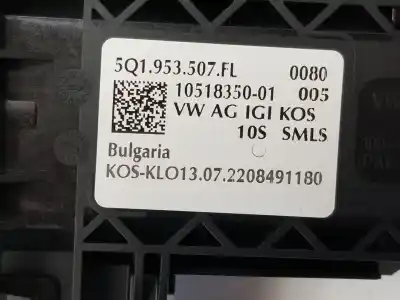 5Q1.953.507.FL 0080
10518350-01 005
VW AG IGI KOS
10S SMLS
Bulgaria
KOS-KLO13.07.2208491180